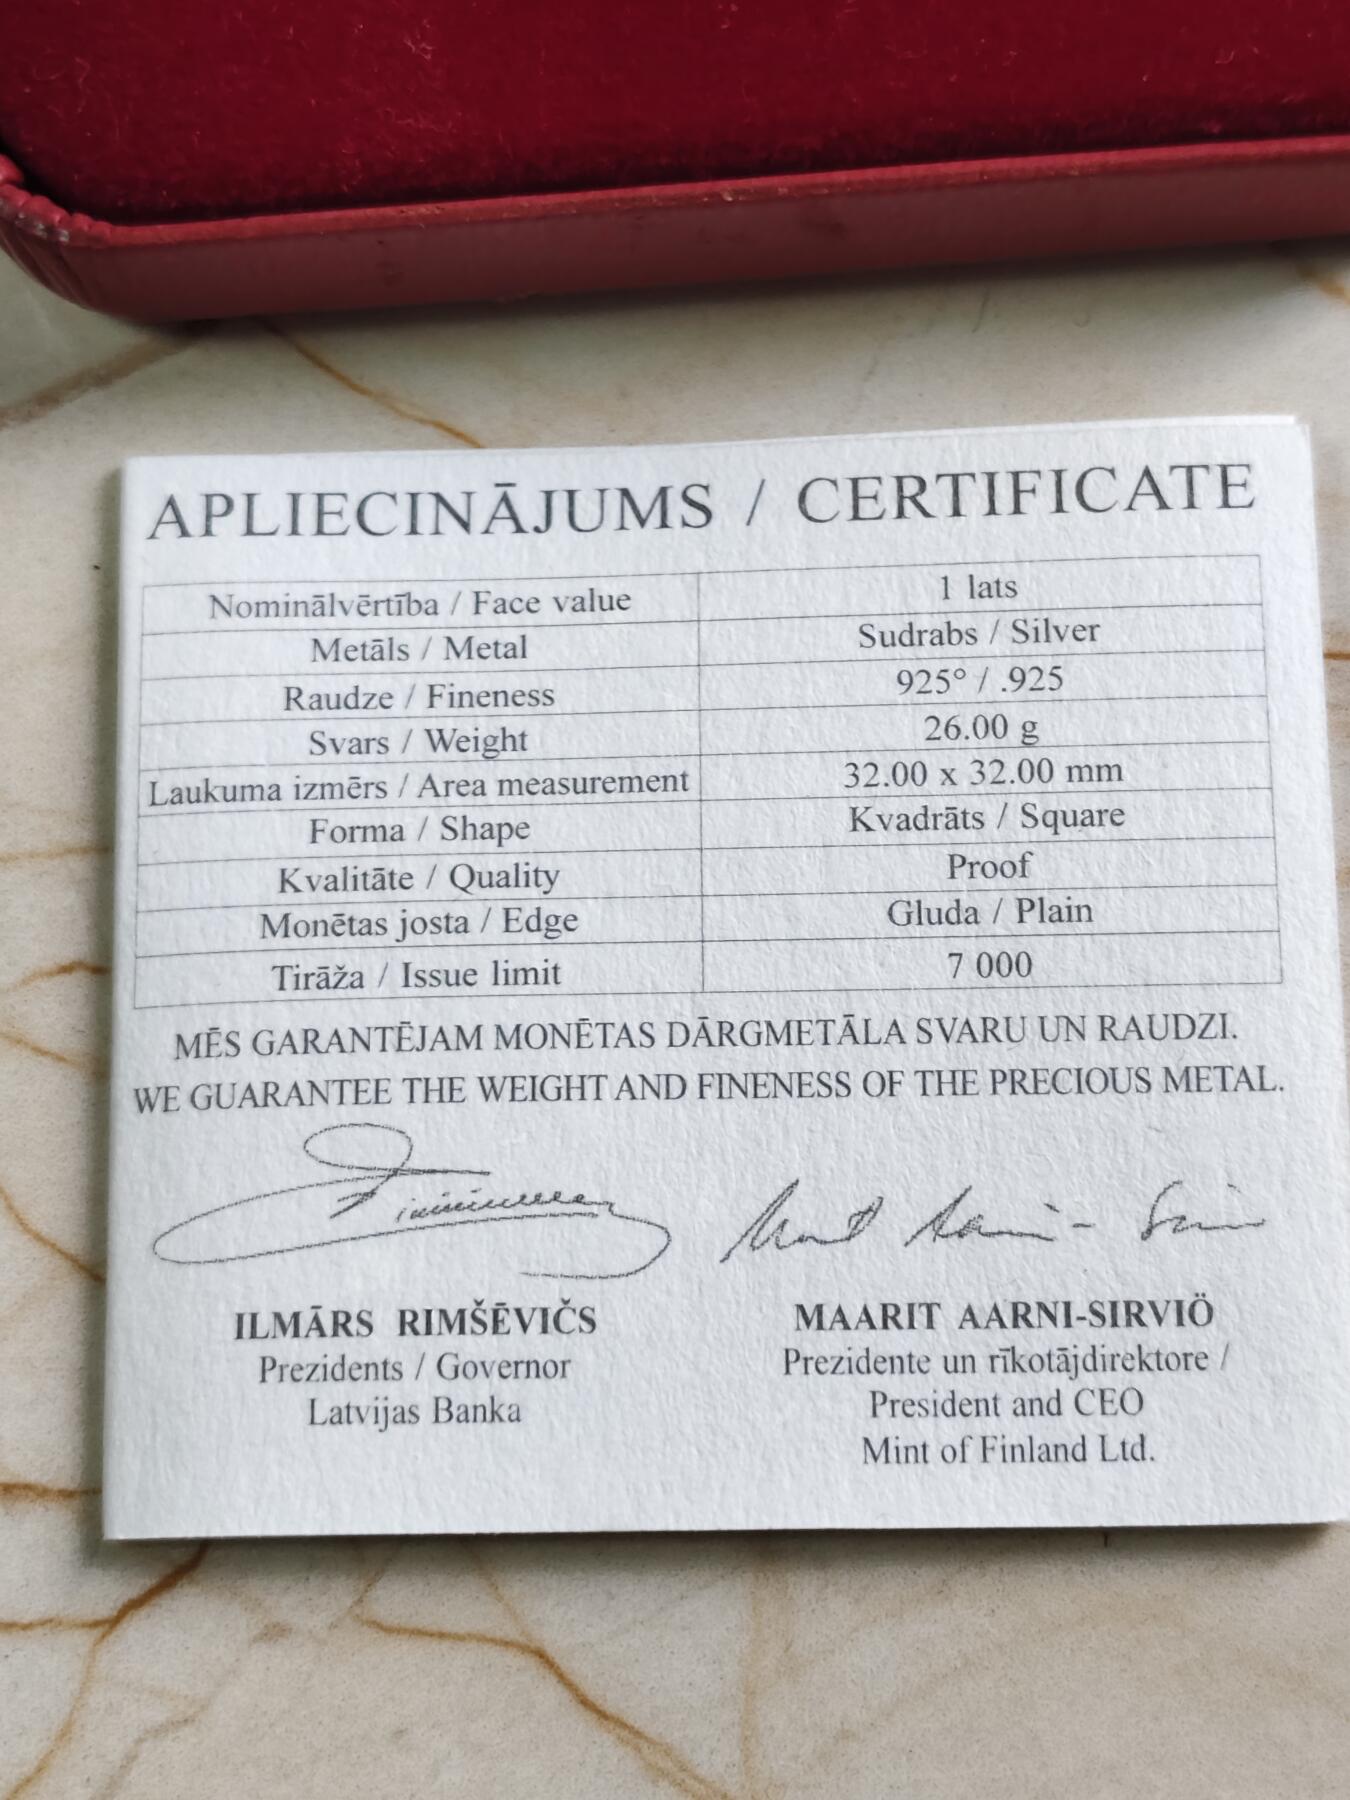 APLIECINĀJUMS / CERTIFICATE
Nominālvērtība / Face value 1 lats
Metāls / Metal Sudrabs / Silver
Raudze / Fineness 925° / .925
Svars / Weight 26.00 g
Laukuma izmērs / Area measurement 32.00 x 32.00 mm
Forma / Shape Kvadrāts / Square
Kvalitāte / Quality Proof
Monētas josta / Edge Gluda / Plain
Tirāža / Issue limit 7 000
MĒS GARANTĒJAM MONĒTAS DĀRGMETĀLA SVARU UN RAUDZI.
WE GUARANTEE THE WEIGHT AND FINENESS OF THE PRECIOUS METAL.
ILMĀRS RIMŠĒVIČS
Prezidents / Governor
Latvijas Banka
MAARIT AARNI-SIRVIÖ
Prezidente un rīkotājdirektore /
President and CEO
Mint of Finland Ltd.